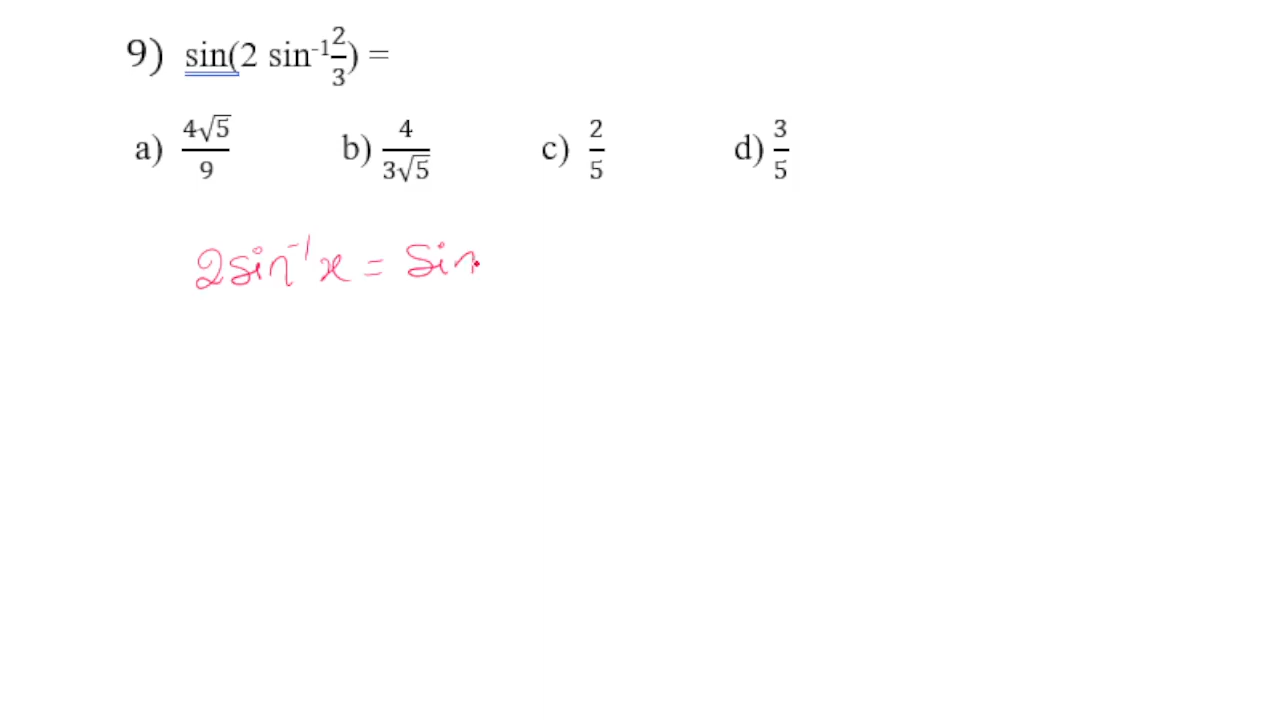 9) sin(2 sin⁻¹ 2/3) =
a) 4√5/9 b) 4/3√5 c) 2/5 d) 3/5
2sin⁻¹x = Sin